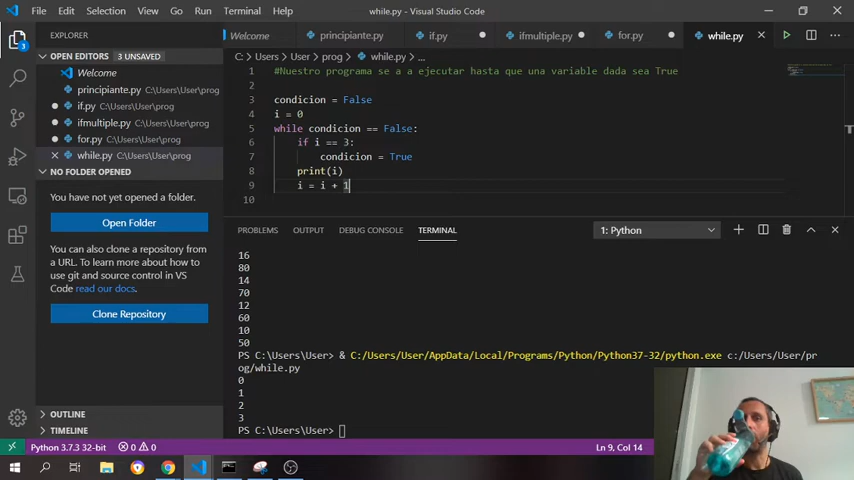 File Edit Selection View Go Run Terminal Help while.py - Visual Studio Code
EXPLORER
Welcome principiante.py if.py ifmultiple.py for.py while.py
OPEN EDITORS 3 UNSAVED
C: > Users > User > prog > while.py > ...
3
Welcome
principiante.py C:\Users\User\prog
if.py C:\Users\User\prog
ifmultiple.py C:\Users\User\prog
for.py C:\Users\User\prog
while.py C:\Users\User\prog
NO FOLDER OPENED
You have not yet opened a folder.
Open Folder
You can also clone a repository from
a URL. To learn more about how to
use git and source control in VS
Code read our docs.
Clone Repository
OUTLINE
TIMELINE
1 #Nuestro programa se a a ejecutar hasta que una variable dada sea True
2
3 condicion = False
4 i = 0
5 while condicion == False:
6 if i == 3:
7 condicion = True
8 print(i)
9 i = i + 1
10
PROBLEMS OUTPUT DEBUG CONSOLE TERMINAL 1: Python
16
80
14
70
12
60
10
50
PS C:\Users\User> & C:/Users/User/AppData/Local/Programs/Python/Python37-32/python.exe c:/Users/User/pr
og/while.py
0
1
2
3
PS C:\Users\User>
Python 3.7.3 32-bit 0 0 Ln 9, Col 14